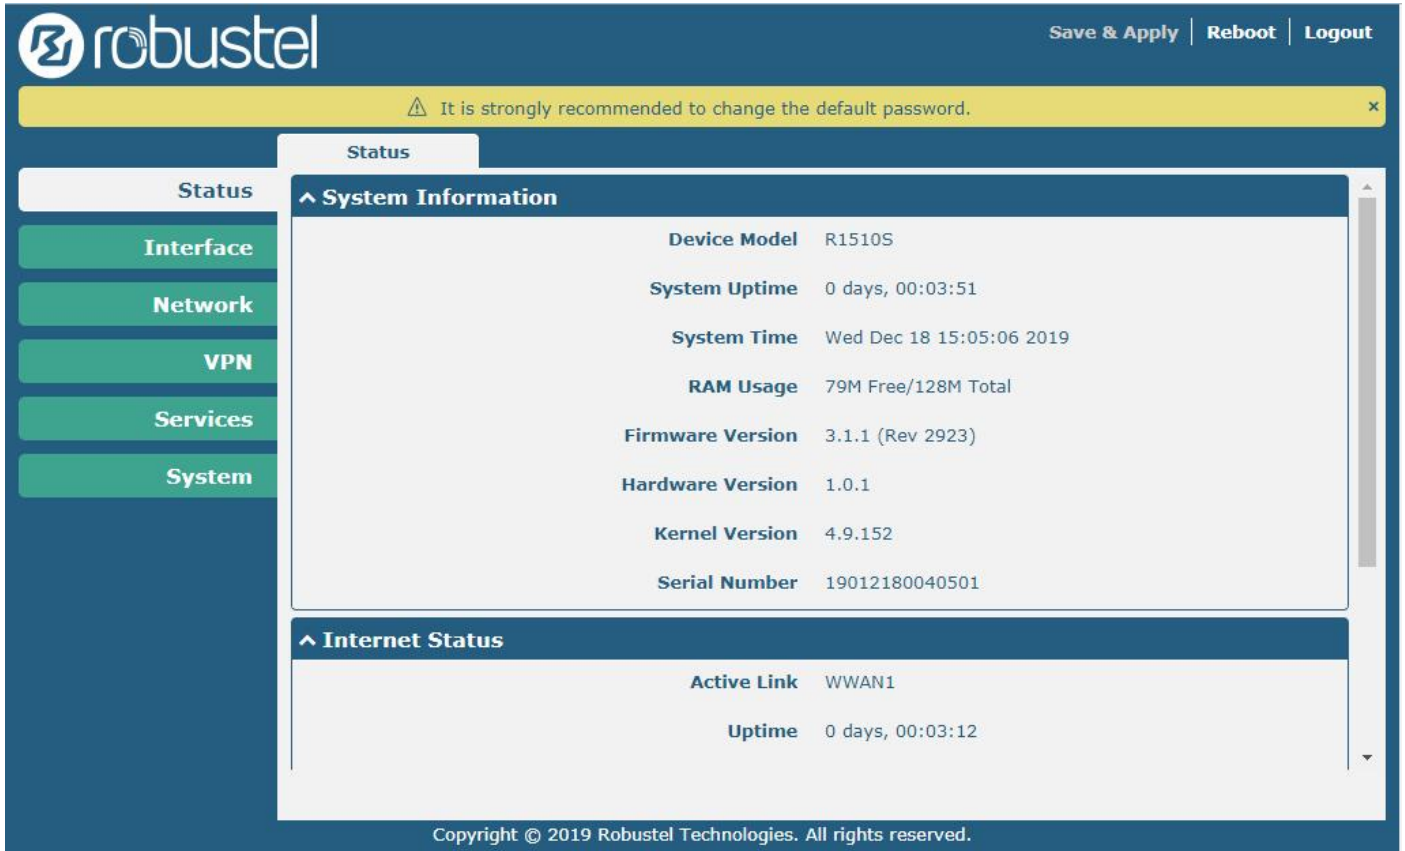 robustel
Save & Apply | Reboot | Logout
⚠ It is strongly recommended to change the default password. ×
Status
Status
Interface
Network
VPN
Services
System
System Information
Device Model R1510S
System Uptime 0 days, 00:03:51
System Time Wed Dec 18 15:05:06 2019
RAM Usage 79M Free/128M Total
Firmware Version 3.1.1 (Rev 2923)
Hardware Version 1.0.1
Kernel Version 4.9.152
Serial Number 19012180040501
Internet Status
Active Link WWAN1
Uptime 0 days, 00:03:12
Copyright © 2019 Robustel Technologies. All rights reserved.